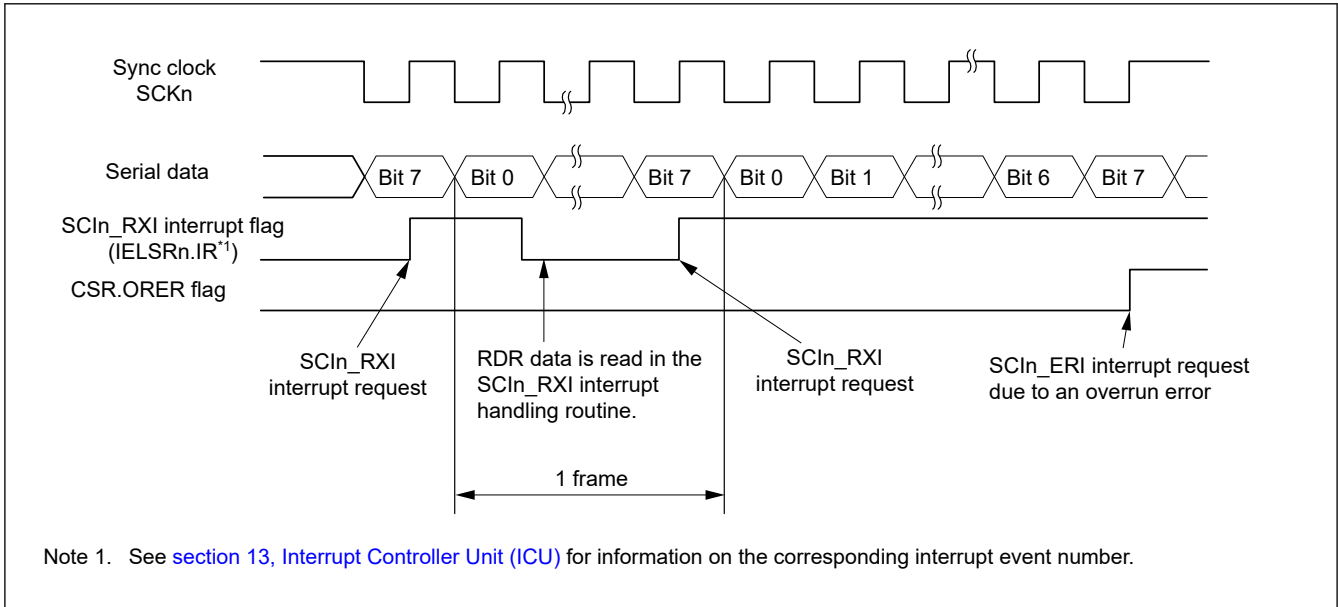 Sync clock
SCKn
Serial data
Bit 7
Bit 0
Bit 7
Bit 0
Bit 1
Bit 6
Bit 7
SCIn_RXI interrupt flag
(IELSRn.IR*1)
CSR.ORER flag
SCIn_RXI
interrupt request
RDR data is read in the
SCIn_RXI interrupt
handling routine.
SCIn_RXI
interrupt request
SCIn_ERI interrupt request
due to an overrun error
1 frame
Note 1. See section 13, Interrupt Controller Unit (ICU) for information on the corresponding interrupt event number.